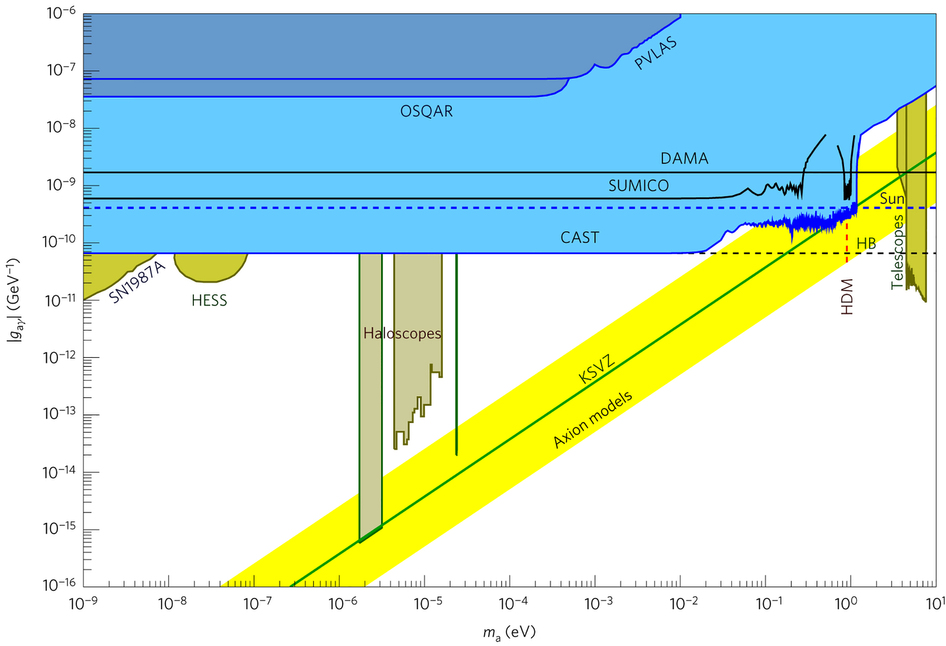 10⁻⁶
10⁻⁷
10⁻⁸
10⁻⁹
10⁻¹⁰
10⁻¹¹
10⁻¹²
10⁻¹³
10⁻¹⁴
10⁻¹⁵
10⁻¹⁶
|gₐᵧ| (GeV⁻¹)
PVLAS
OSQAR
DAMA
SUMICO
Sun
CAST
HB
Telescopes
SN1987A
HESS
HDM
Haloscopes
KSVZ
Axion models
10⁻⁹ 10⁻⁸ 10⁻⁷ 10⁻⁶ 10⁻⁵ 10⁻⁴ 10⁻³ 10⁻² 10⁻¹ 10⁰ 10¹
mₐ (eV)